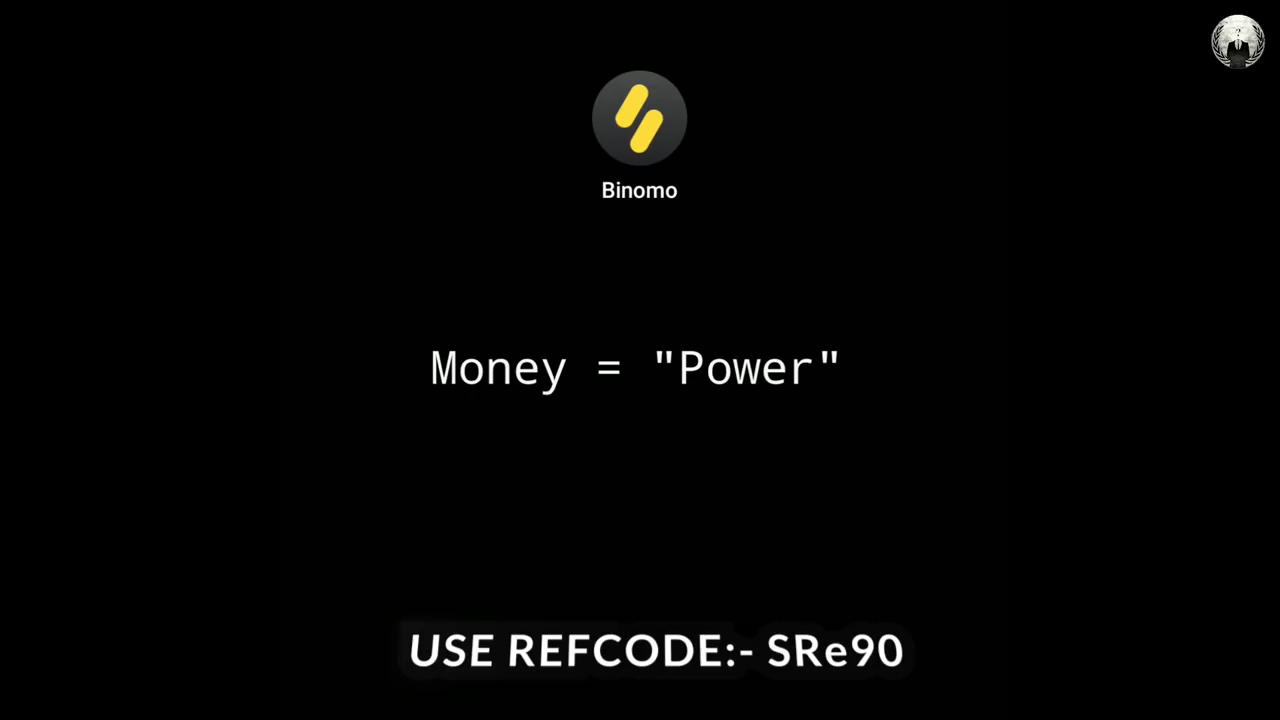 Binomo
Money = "Power"
USE REFCODE:- SRe90